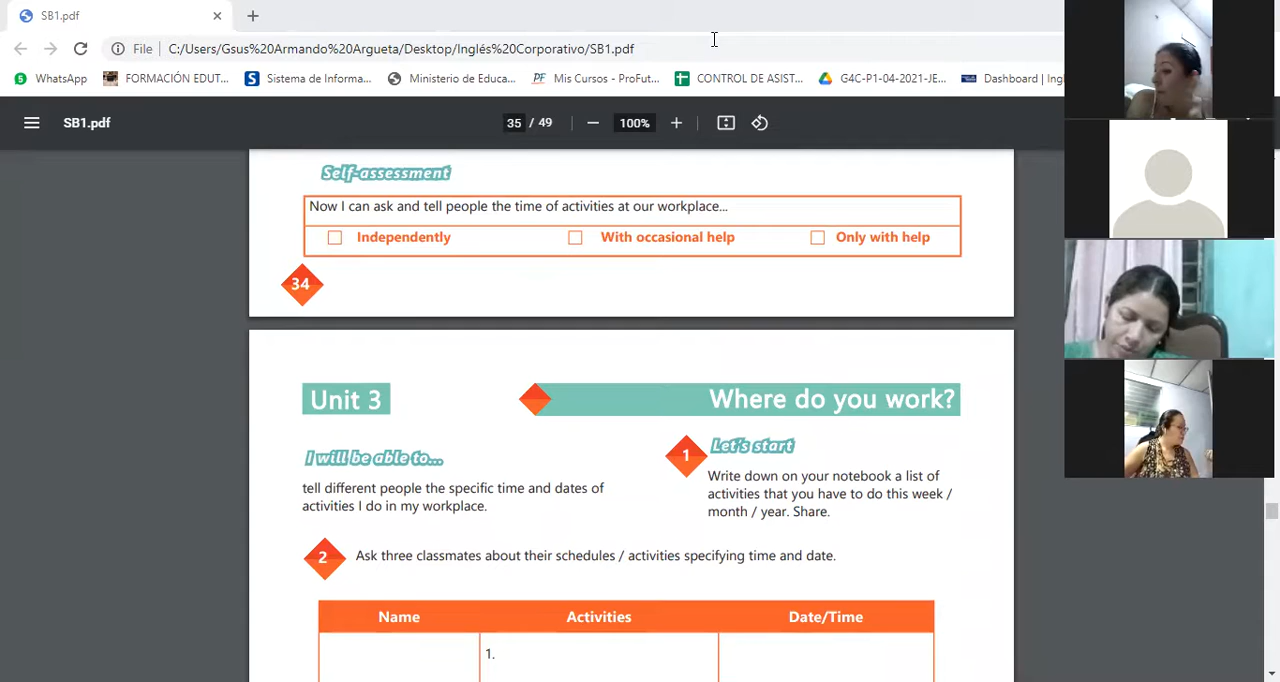 SB1.pdf
File
C:/Users/Gsus%20Armando%20Argueta/Desktop/Inglés%20Corporativo/SB1.pdf
WhatsApp
FORMACIÓN EDUT...
Sistema de Informa...
Ministerio de Educa...
Mis Cursos - ProFut...
CONTROL DE ASIST...
G4C-P1-04-2021-JE...
Dashboard | Ingl
SB1.pdf
35 / 49
100%
Self-assessment
Now I can ask and tell people the time of activities at our workplace...
Independently
With occasional help
Only with help
34
Unit 3
Where do you work?
I will be able to...
tell different people the specific time and dates of
activities I do in my workplace.
1
Let's start
Write down on your notebook a list of
activities that you have to do this week /
month / year. Share.
2
Ask three classmates about their schedules / activities specifying time and date.
Name
Activities
Date/Time
1.